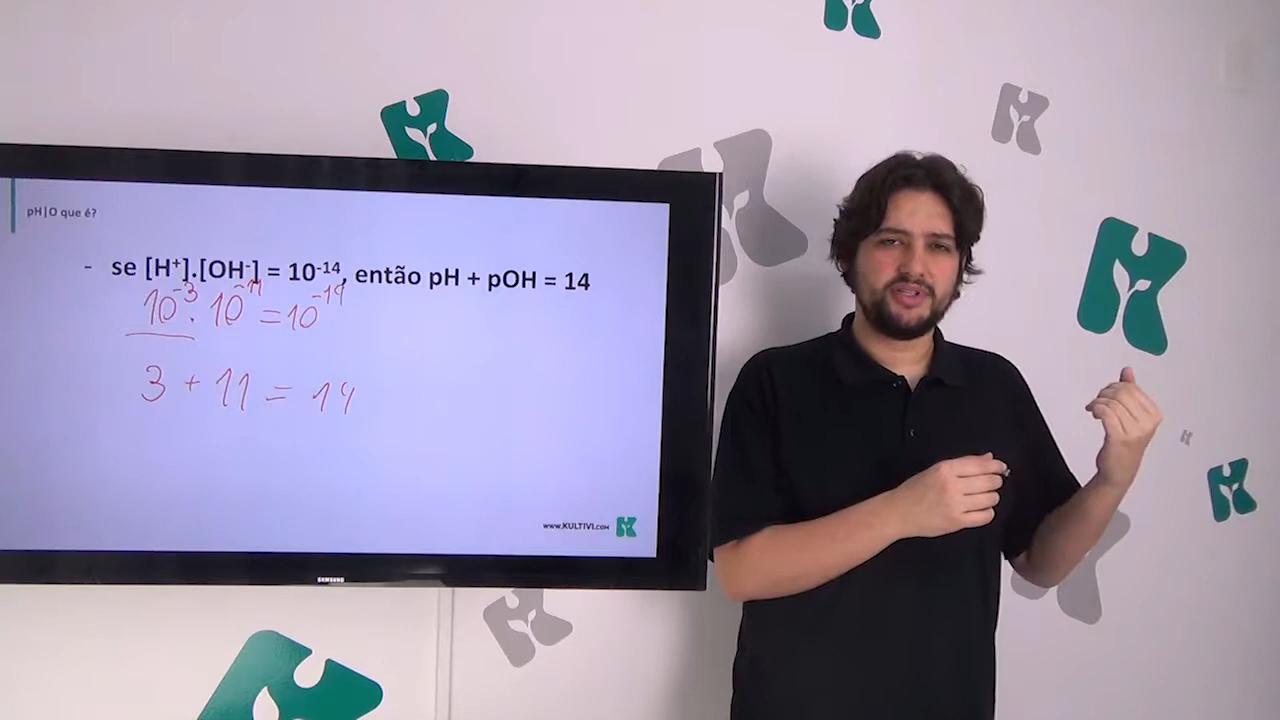 pH|O que é?
- se [H⁺].[OH⁻] = 10⁻¹⁴, então pH + pOH = 14
10⁻³ . 10⁻¹¹ = 10⁻¹⁴
3 + 11 = 14
www.KULTIVI.com
SAMSUNG